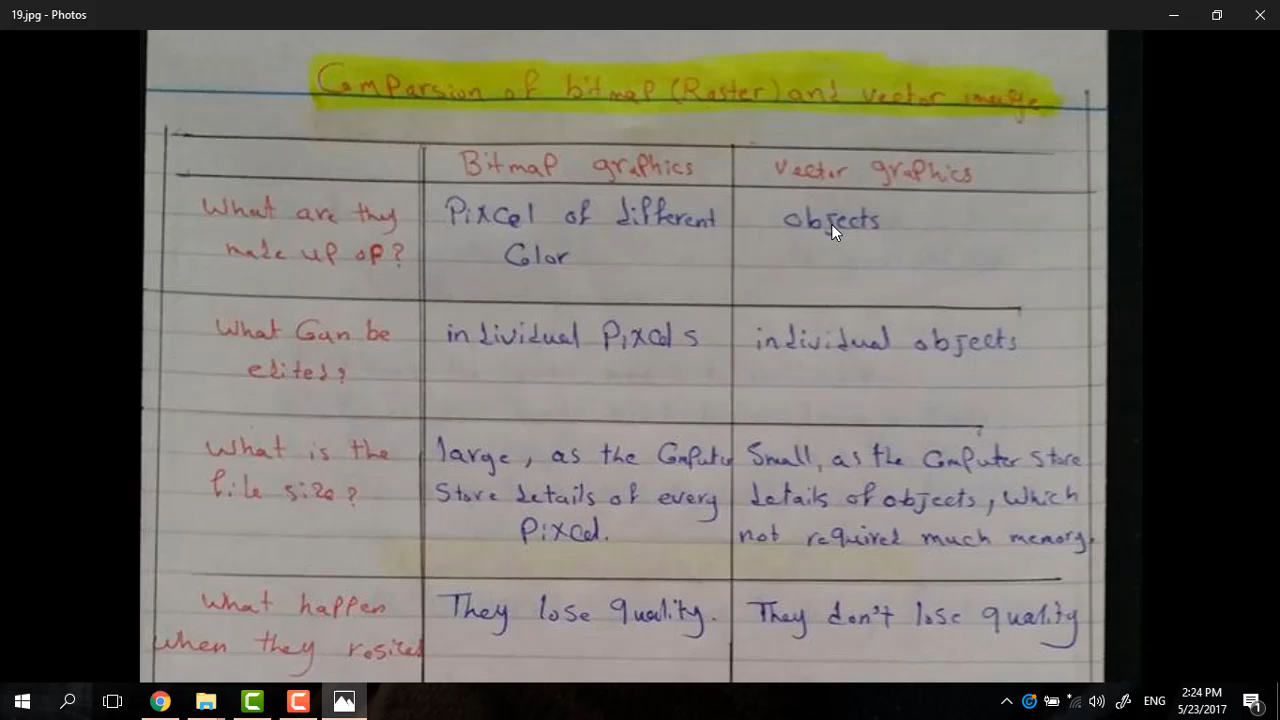 19.jpg - Photos
Comparsion of bitmap (Raster) and vector image
Bitmap graphics
vector graphics
What are they
made up of?
Pixcel of different
Color
objects
What Can be
edited?
individual Pixcels
individual objects
What is the
file size?
large, as the Computer
Store details of every
Pixcel.
Small, as the Computer store
details of objects, Which
not required much memory.
What happen
when they resized
They lose quality.
They don't lose quality
ENG
2:24 PM
5/23/2017
1